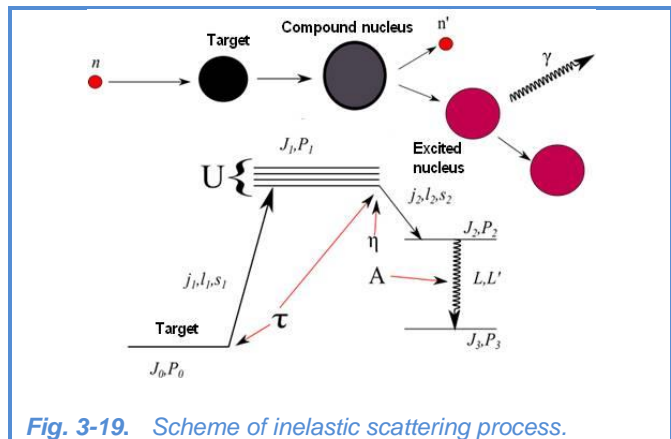 Compound nucleus
n'
Target
n
γ
J₁,P₁
Excited
nucleus
U{
j₂,l₂,s₂
J₂,P₂
η
A
L,L'
j₁,l₁,s₁
τ
Target
J₃,P₃
J₀,P₀
Fig. 3-19. Scheme of inelastic scattering process.